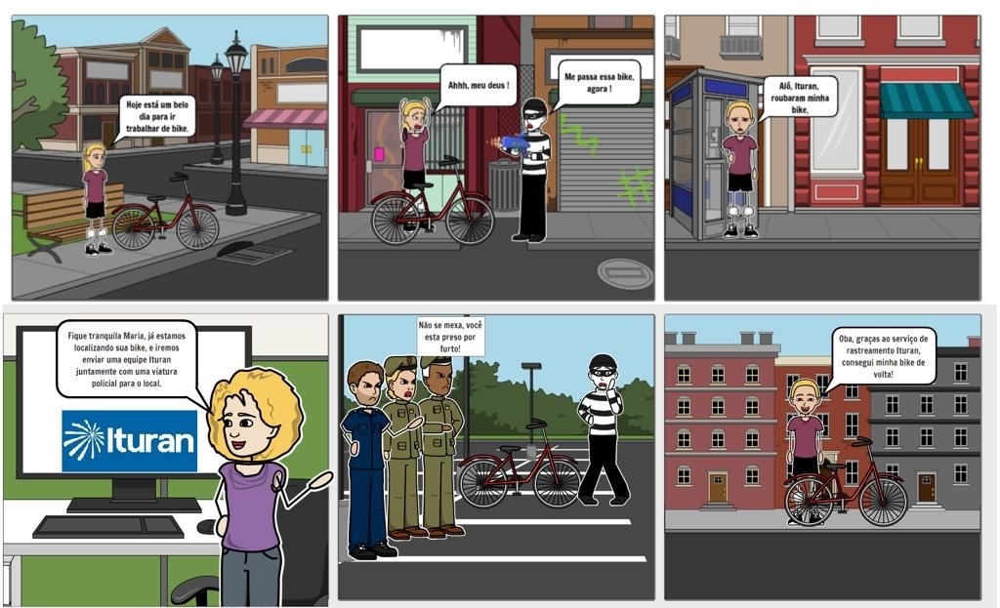 Hoje está um belo
dia para ir
trabalhar de bike.
Ahhh, meu deus !
Me passa essa bike,
agora !
Alô, Ituran,
roubaram minha
bike,
Fique tranquila Maria, já estamos
localizando sua bike, e iremos
enviar uma equipe Ituran
juntamente com uma viatura
policial para o local.
Ituran
Não se mexa, você
esta preso por
furto!
Oba, graças ao serviço de
rastreamento Ituran,
consegui minha bike de
volta!